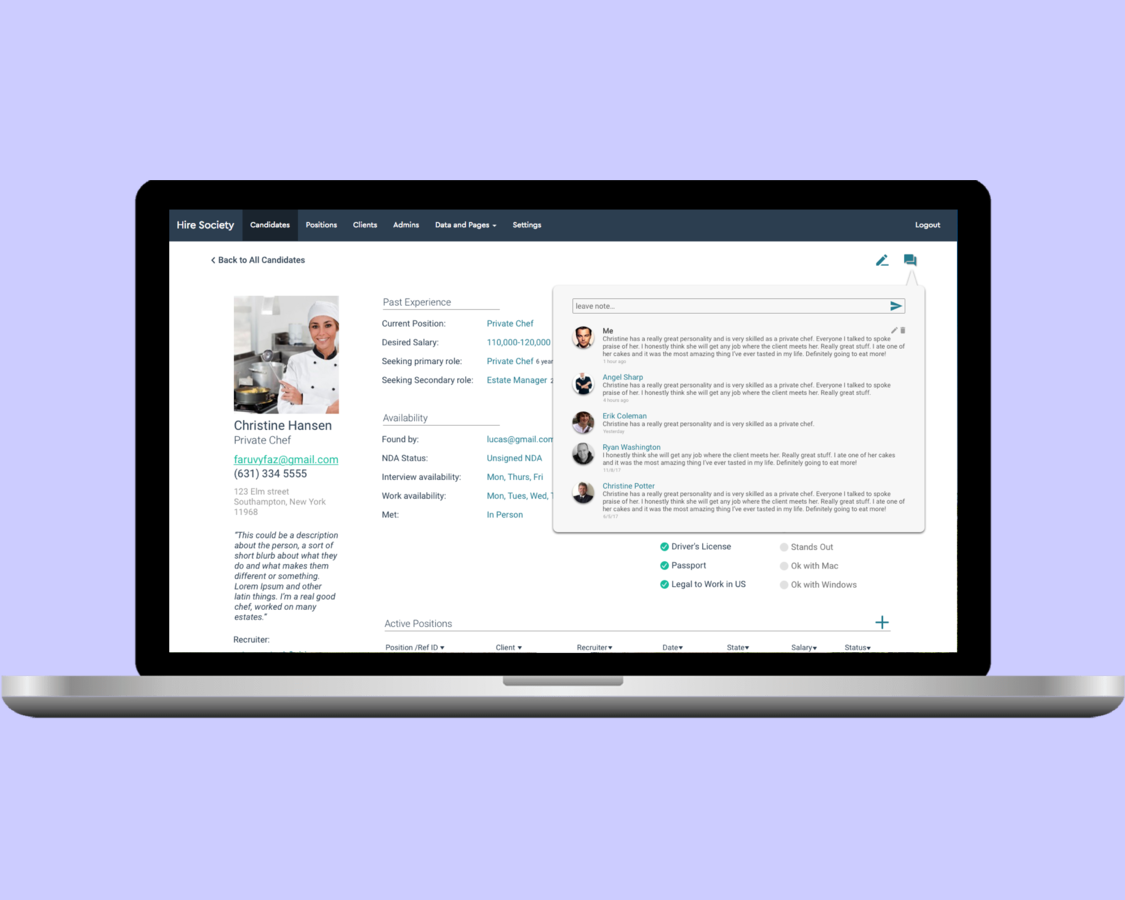 Hire Society Candidates Positions Clients Admins Data and Pages Settings Logout
Back to All Candidates
Christine Hansen
Private Chef
faruvyfaz@gmail.com
(631) 334 5555
123 Elm street
Southampton, New York
11968
"This could be a description
about the person, a sort of
short blurb about what they
do and what makes them
different or something.
Lorem Ipsum and other
latin things. I'm a real good
chef, worked on many
estates."
Recruiter:
Past Experience
Current Position: Private Chef
Desired Salary: 110,000-120,000
Seeking primary role: Private Chef 6 year
Seeking Secondary role: Estate Manager
Availability
Found by: lucas@gmail.com
NDA Status: Unsigned NDA
Interview availability: Mon, Thurs, Fri
Work availability: Mon, Tues, Wed,
Met: In Person
leave note...
Me
Christine has a really great personality and is very skilled as a private chef. Everyone I talked to spoke
praise of her. I honestly think she will get any job where the client meets her. Really great stuff. I ate one of
her cakes and it was the most amazing thing I've ever tasted in my life. Definitely going to eat more!
1 hour ago
Angel Sharp
Christine has a really great personality and is very skilled as a private chef. Everyone I talked to spoke
praise of her. I honestly think she will get any job where the client meets her. Really great stuff.
4 hours ago
Erik Coleman
Christine has a really great personality and is very skilled as a private chef.
Yesterday
Ryan Washington
I honestly think she will get any job where the client meets her. Really great stuff. I ate one of her cakes
and it was the most amazing thing I've ever tasted in my life. Definitely going to eat more!
11/8/17
Christine Potter
Christine has a really great personality and is very skilled as a private chef. Everyone I talked to spoke
praise of her. I honestly think she will get any job where the client meets her. Really great stuff. I ate one of
her cakes and it was the most amazing thing I've ever tasted in my life. Definitely going to eat more!
Driver's License Stands Out
Passport Ok with Mac
Legal to Work in US Ok with Windows
Active Positions
Position /Ref ID Client Recruiter Date State Salary Status